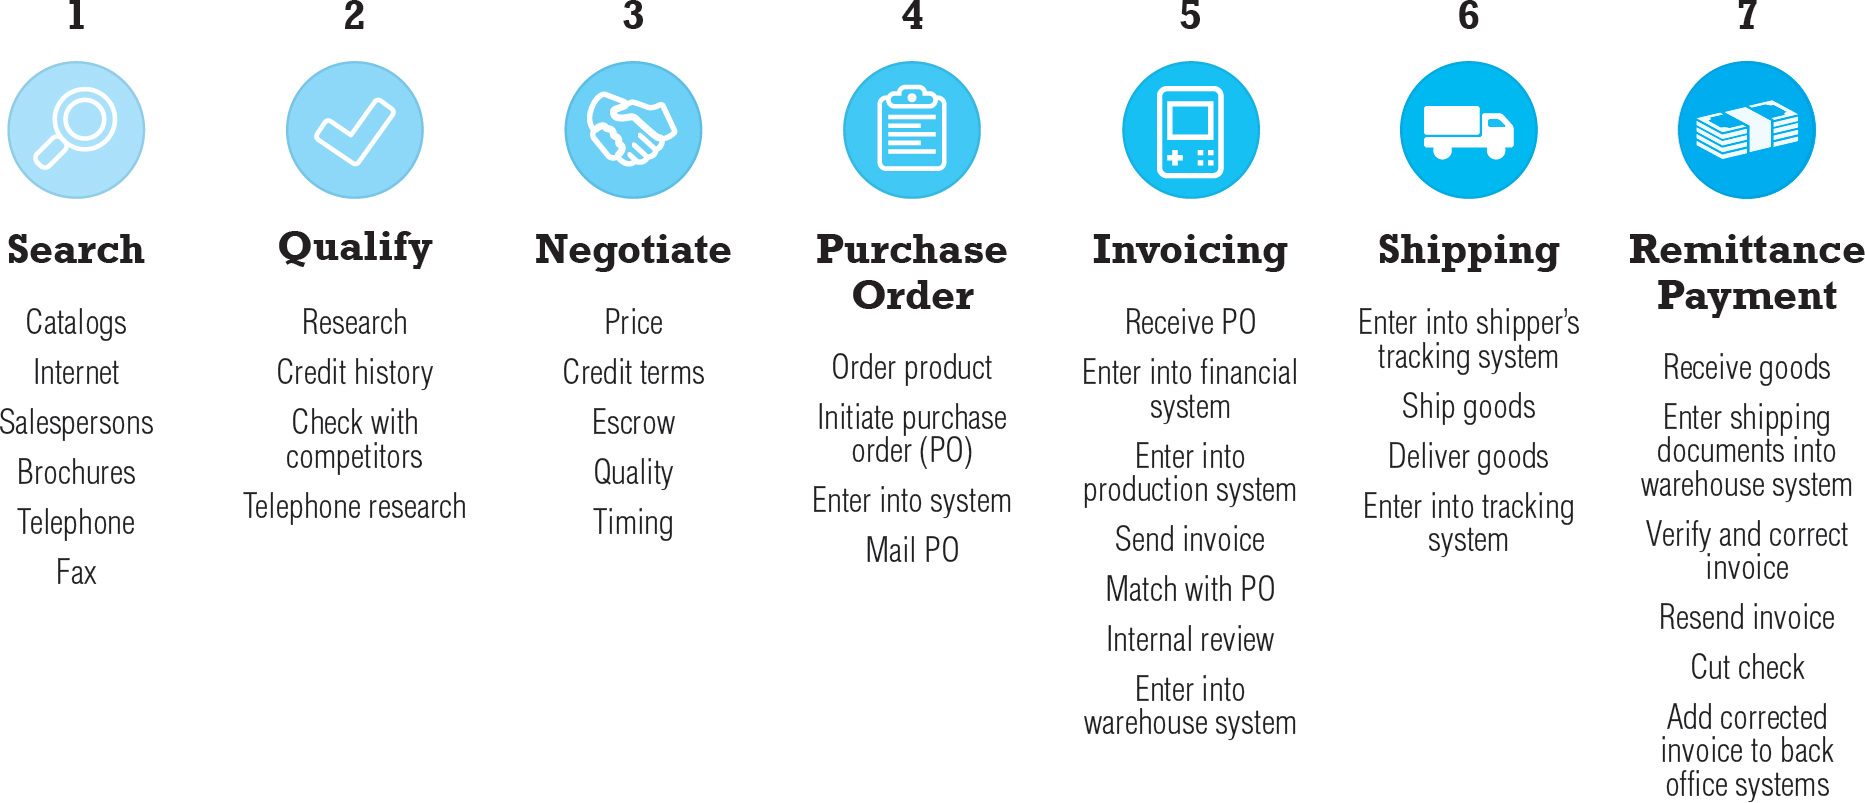 1
Search
Catalogs
Internet
Salespersons
Brochures
Telephone
Fax
2
Qualify
Research
Credit history
Check with
competitors
Telephone research
3
Negotiate
Price
Credit terms
Escrow
Quality
Timing
4
Purchase
Order
Order product
Initiate purchase
order (PO)
Enter into system
Mail PO
5
Invoicing
Receive PO
Enter into financial
system
Enter into
production system
Send invoice
Match with PO
Internal review
Enter into
warehouse system
6
Shipping
Enter into shipper’s
tracking system
Ship goods
Deliver goods
Enter into tracking
system
7
Remittance
Payment
Receive goods
Enter shipping
documents into
warehouse system
Verify and correct
invoice
Resend invoice
Cut check
Add corrected
invoice to back
office systems